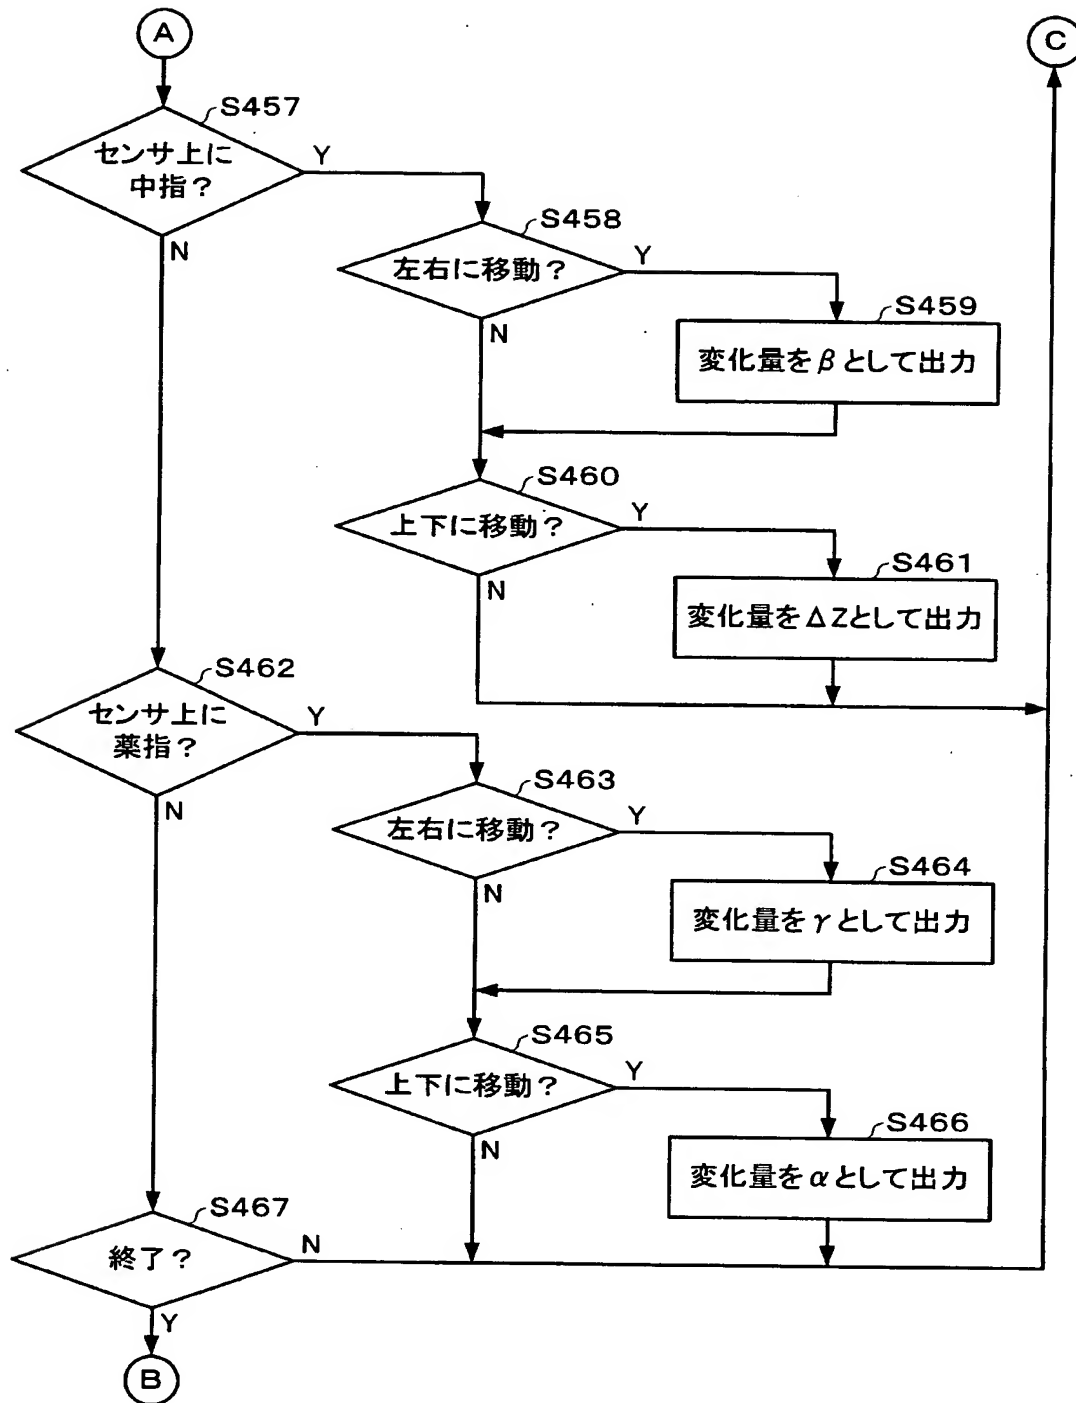 A
C
S457
センサ上に
中指?
Y
N
S458
左右に移動?
Y
N
S459
変化量をβとして出力
S460
上下に移動?
Y
N
S461
変化量をΔZとして出力
S462
センサ上に
薬指?
Y
N
S463
左右に移動?
Y
N
S464
変化量をγとして出力
S465
上下に移動?
Y
N
S466
変化量をαとして出力
S467
終了?
N
Y
B